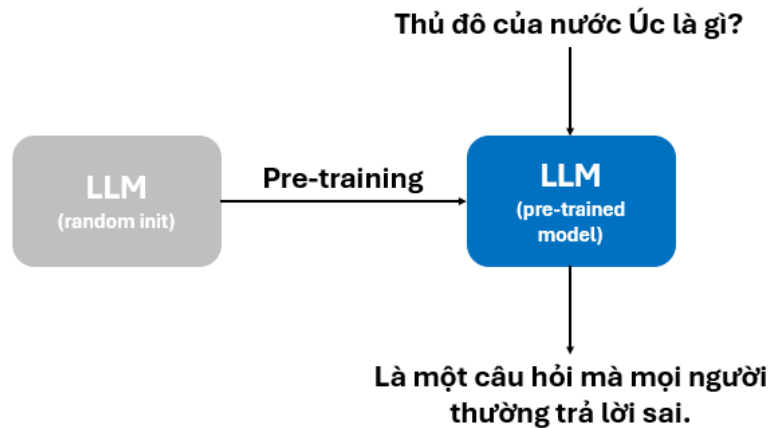 Thủ đô của nước Úc là gì?
LLM
(random init)
Pre-training
LLM
(pre-trained
model)
Là một câu hỏi mà mọi người
thường trả lời sai.